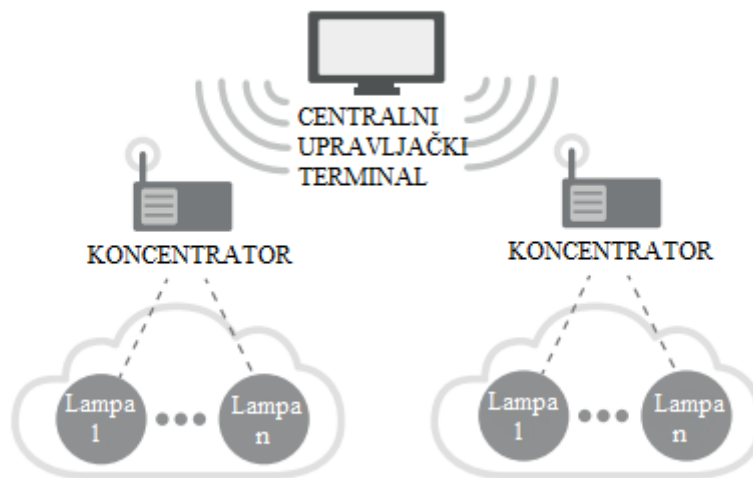 CENTRALNI
UPRAVLJAČKI
TERMINAL
KONCENTRATOR
KONCENTRATOR
Lampa
1
Lampa
n
Lampa
1
Lampa
n